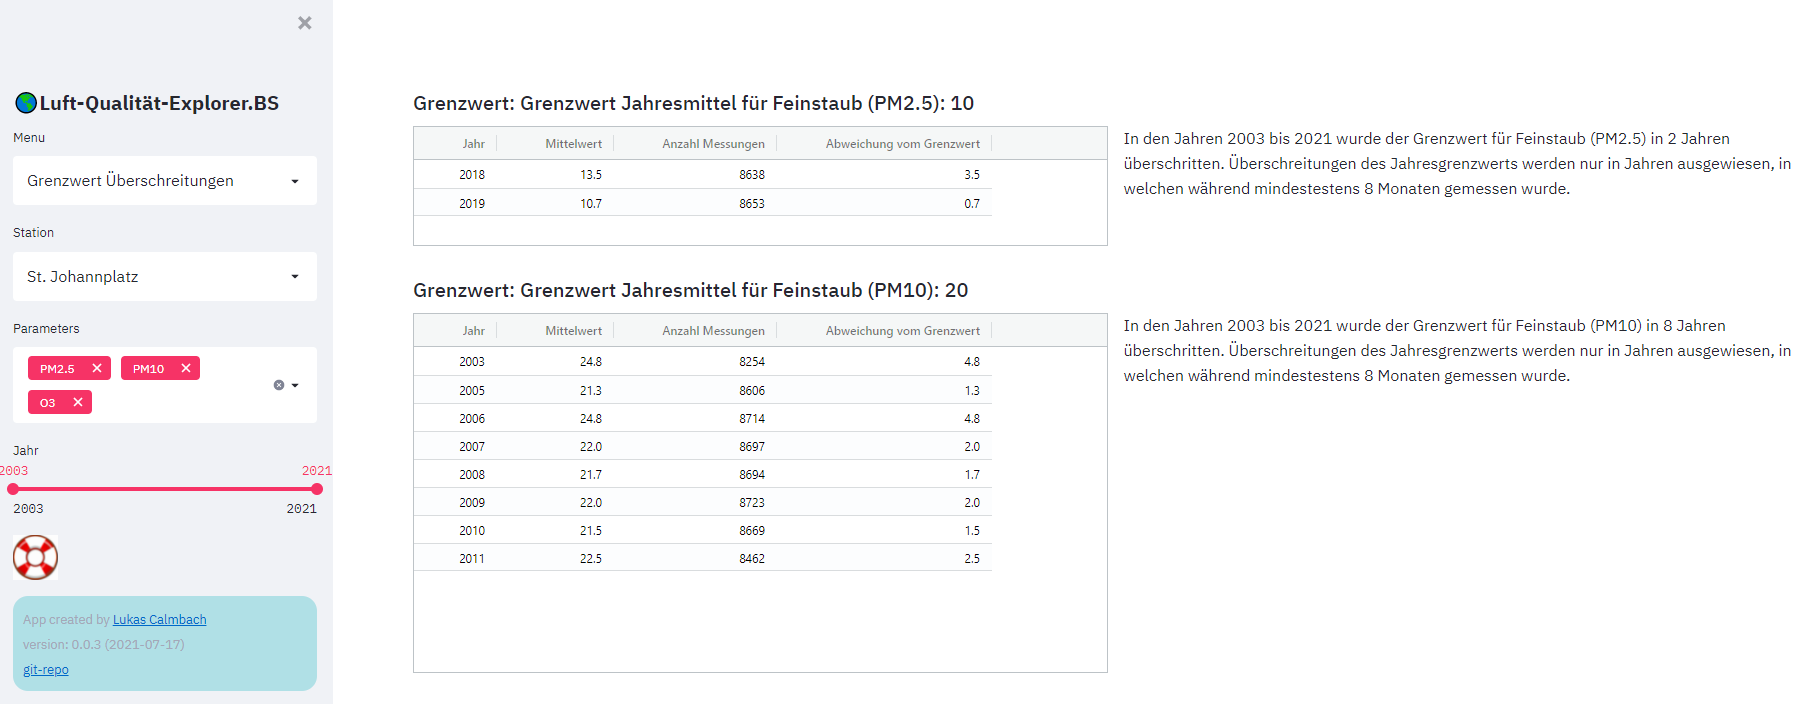 Luft-Qualität-Explorer.BS
Menu
Grenzwert Überschreitungen
Station
St. Johannplatz
Parameters
PM2.5
PM10
O3
Jahr
2003 2021
2003 2021
App created by Lukas Calmbach
version: 0.0.3 (2021-07-17)
git-repo
Grenzwert: Grenzwert Jahresmittel für Feinstaub (PM2.5): 10
Jahr Mittelwert Anzahl Messungen Abweichung vom Grenzwert
2018 13.5 8638 3.5
2019 10.7 8653 0.7
In den Jahren 2003 bis 2021 wurde der Grenzwert für Feinstaub (PM2.5) in 2 Jahren
überschritten. Überschreitungen des Jahresgrenzwerts werden nur in Jahren ausgewiesen, in
welchen während mindestestens 8 Monaten gemessen wurde.
Grenzwert: Grenzwert Jahresmittel für Feinstaub (PM10): 20
Jahr Mittelwert Anzahl Messungen Abweichung vom Grenzwert
2003 24.8 8254 4.8
2005 21.3 8606 1.3
2006 24.8 8714 4.8
2007 22.0 8697 2.0
2008 21.7 8694 1.7
2009 22.0 8723 2.0
2010 21.5 8669 1.5
2011 22.5 8462 2.5
In den Jahren 2003 bis 2021 wurde der Grenzwert für Feinstaub (PM10) in 8 Jahren
überschritten. Überschreitungen des Jahresgrenzwerts werden nur in Jahren ausgewiesen, in
welchen während mindestestens 8 Monaten gemessen wurde.